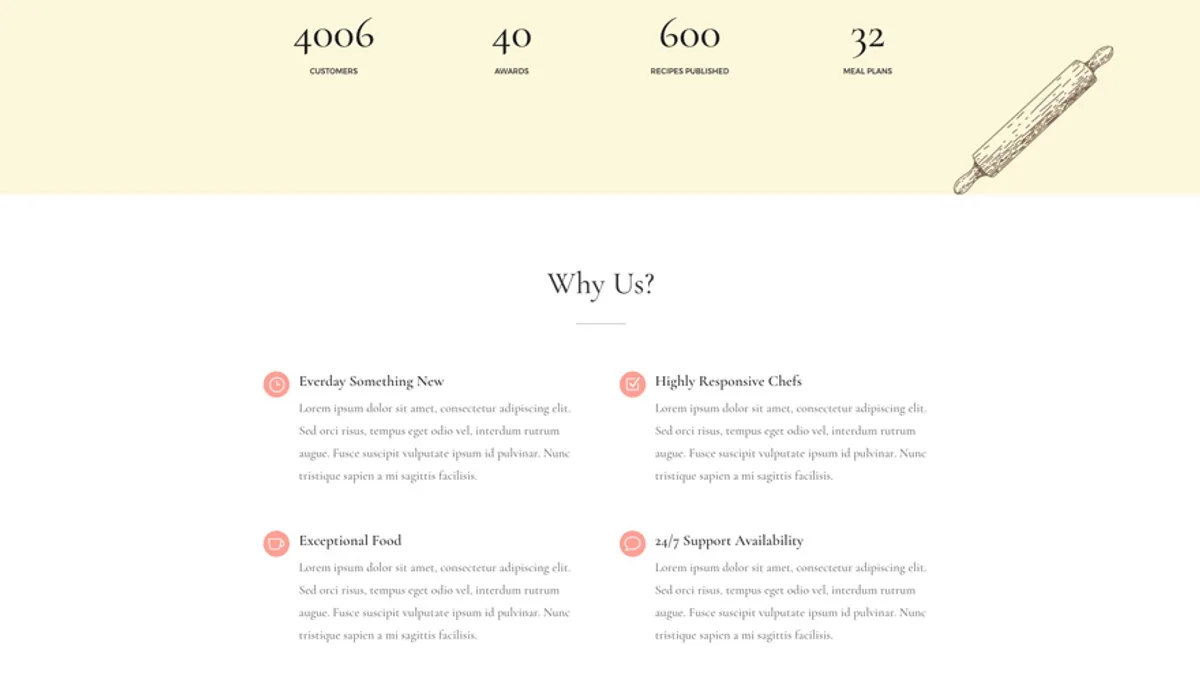 4006 40 600 32
CUSTOMERS AWARDS RECIPES PUBLISHED MEAL PLANS
Why Us?
Everday Something New
Lorem ipsum dolor sit amet, consectetur adipiscing elit.
Sed orci risus, tempus eget odio vel, interdum rutrum
augue. Fusce suscipit vulputate ipsum id pulvinar. Nunc
tristique sapien a mi sagittis facilisis.
Highly Responsive Chefs
Lorem ipsum dolor sit amet, consectetur adipiscing elit.
Sed orci risus, tempus eget odio vel, interdum rutrum
augue. Fusce suscipit vulputate ipsum id pulvinar. Nunc
tristique sapien a mi sagittis facilisis.
Exceptional Food
Lorem ipsum dolor sit amet, consectetur adipiscing elit.
Sed orci risus, tempus eget odio vel, interdum rutrum
augue. Fusce suscipit vulputate ipsum id pulvinar. Nunc
tristique sapien a mi sagittis facilisis.
24/7 Support Availability
Lorem ipsum dolor sit amet, consectetur adipiscing elit.
Sed orci risus, tempus eget odio vel, interdum rutrum
augue. Fusce suscipit vulputate ipsum id pulvinar. Nunc
tristique sapien a mi sagittis facilisis.